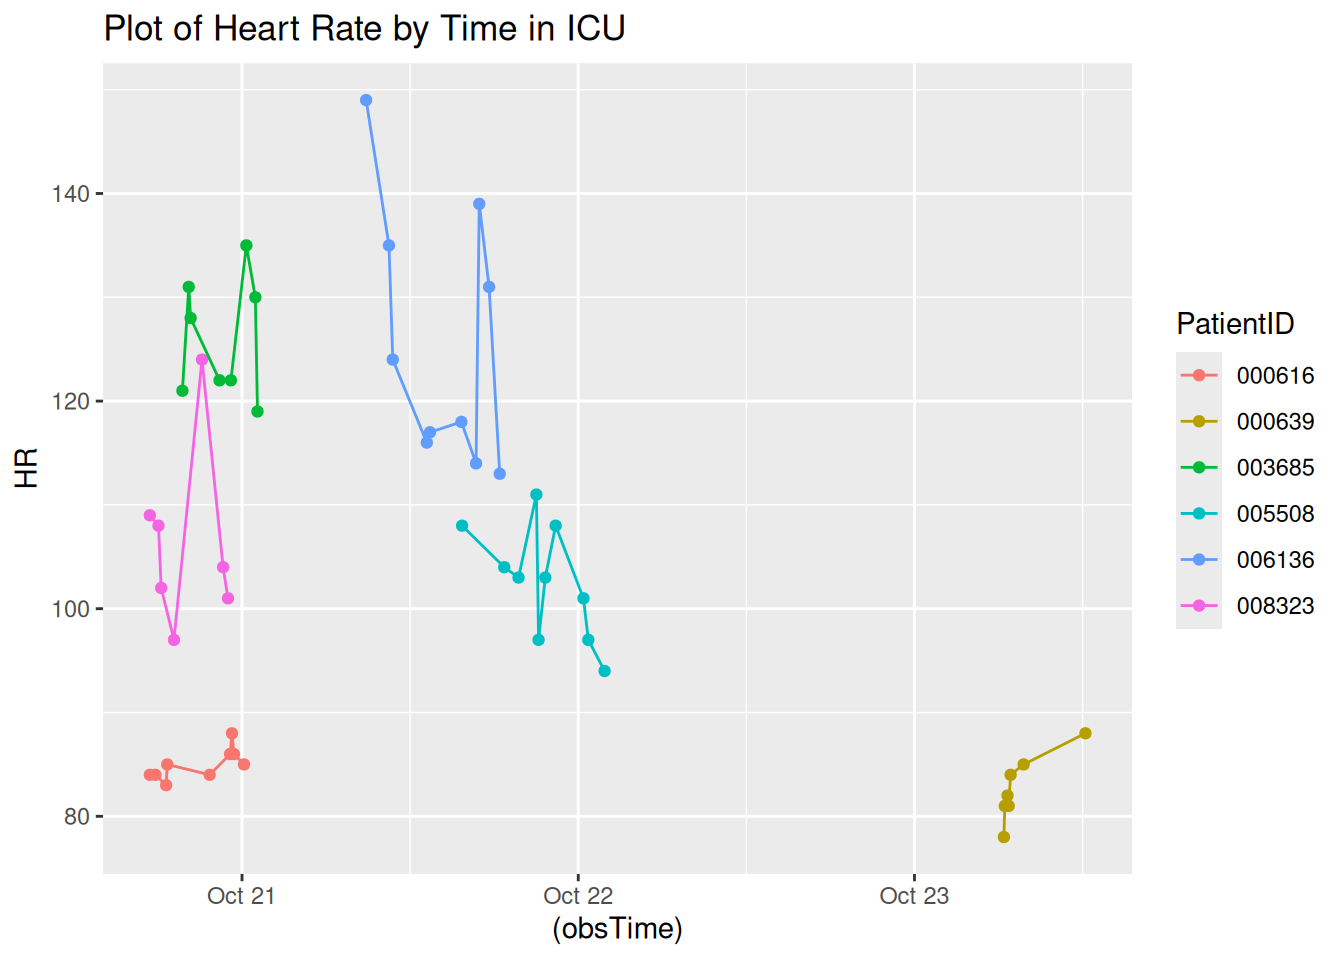 Plot of Heart Rate by Time in ICU
140
120
100
80
HR
Oct 21
Oct 22
Oct 23
(obsTime)
PatientID
000616
000639
003685
005508
006136
008323